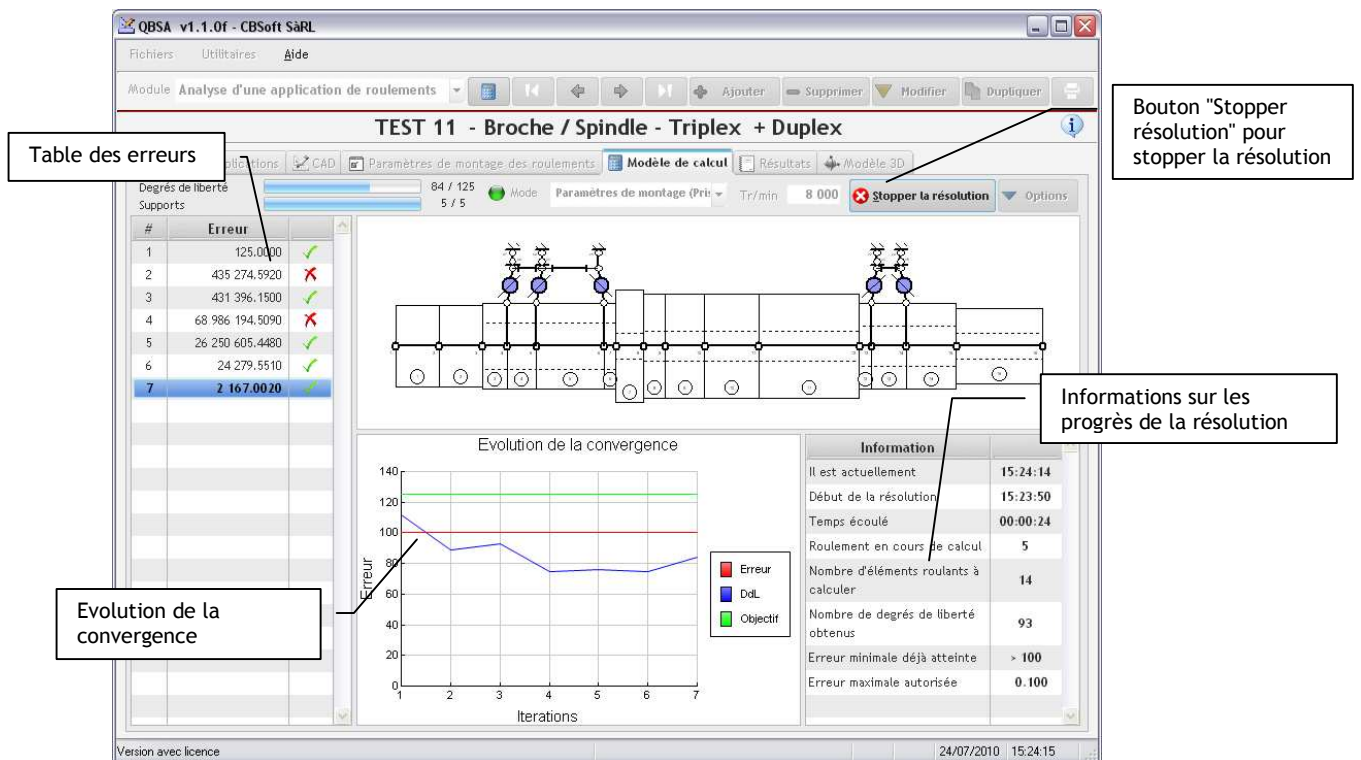 QBSA v1.1.0f - CBSoft SàRL
Fichiers Utilitaires Aide
Module Analyse d'une application de roulements Ajouter Supprimer Modifier Dupliquer
TEST 11 - Broche / Spindle - Triplex + Duplex
CAD Paramètres de montage des roulements Modèle de calcul Résultats Modèle 3D
Degrés de liberté 84 / 125
Supports 5 / 5
Mode Paramètres de montage (Pri Tr/min 8 000 Stopper la résolution Options
# Erreur
1 125.0000
2 435 274.5920
3 431 396.1500
4 68 986 194.5090
5 26 250 605.4480
6 24 279.5510
7 2 167.0020
Evolution de la convergence
Erreur
140
120
100
80
60
40
20
0
1 2 3 4 5 6 7
Iterations
Erreur
DdL
Objectif
Information
Il est actuellement 15:24:14
Début de la résolution 15:23:50
Temps écoulé 00:00:24
Roulement en cours de calcul 5
Nombre d'éléments roulants à
calculer 14
Nombre de degrés de liberté
obtenus 93
Erreur minimale déjà atteinte > 100
Erreur maximale autorisée 0.100
Version avec licence 24/07/2010 15:24:15
Table des erreurs
Bouton "Stopper
résolution" pour
stopper la résolution
Informations sur les
progrès de la résolution
Evolution de la
convergence